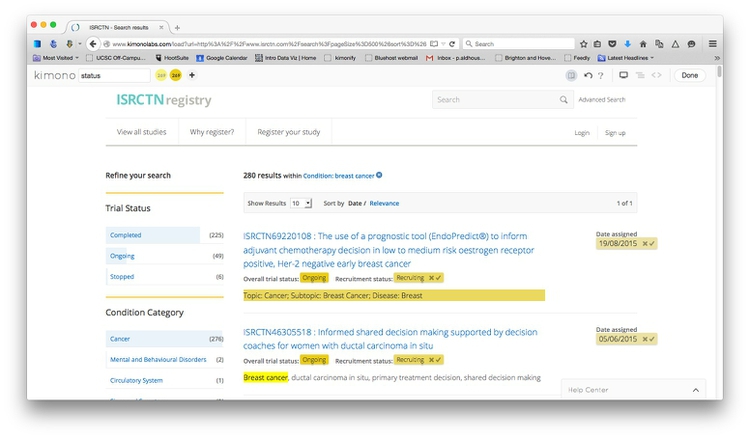 ISRCTN - Search results
www.kimonolabs.com/load?url=http%3A%2F%2Fwww.isrctn.com%2Fsearch%3FpageSize%3D500%26sort%3D%26
Search
Most Visited
UCSC Off-Campu...
HootSuite
Google Calendar
Intro Data Viz | Home
kimonify
Bluehost webmail
Inbox - p.aldhous...
Brighton and Hove...
Feedly
Latest Headlines
kimono
status
269
269
+
?
Done
ISRCTN registry
Search
Advanced Search
View all studies
Why register?
Register your study
Login
Sign up
Refine your search
280 results within Condition: breast cancer
Trial Status
Show Results 10
Sort by Date / Relevance
1 of 1
Completed (225)
Ongoing (49)
Stopped (6)
ISRCTN69220108 : The use of a prognostic tool (EndoPredict®) to inform
adjuvant chemotherapy decision in low to medium risk oestrogen receptor
positive, Her-2 negative early breast cancer
Date assigned
19/08/2015
Overall trial status: Ongoing Recruitment status: Recruiting
Topic: Cancer; Subtopic: Breast Cancer; Disease: Breast
Condition Category
Cancer (276)
Mental and Behavioural Disorders (2)
Circulatory System (1)
ISRCTN46305518 : Informed shared decision making supported by decision
coaches for women with ductal carcinoma in situ
Date assigned
05/06/2015
Overall trial status: Ongoing Recruitment status: Recruiting
Breast cancer, ductal carcinoma in situ, primary treatment decision, shared decision making
Help Center